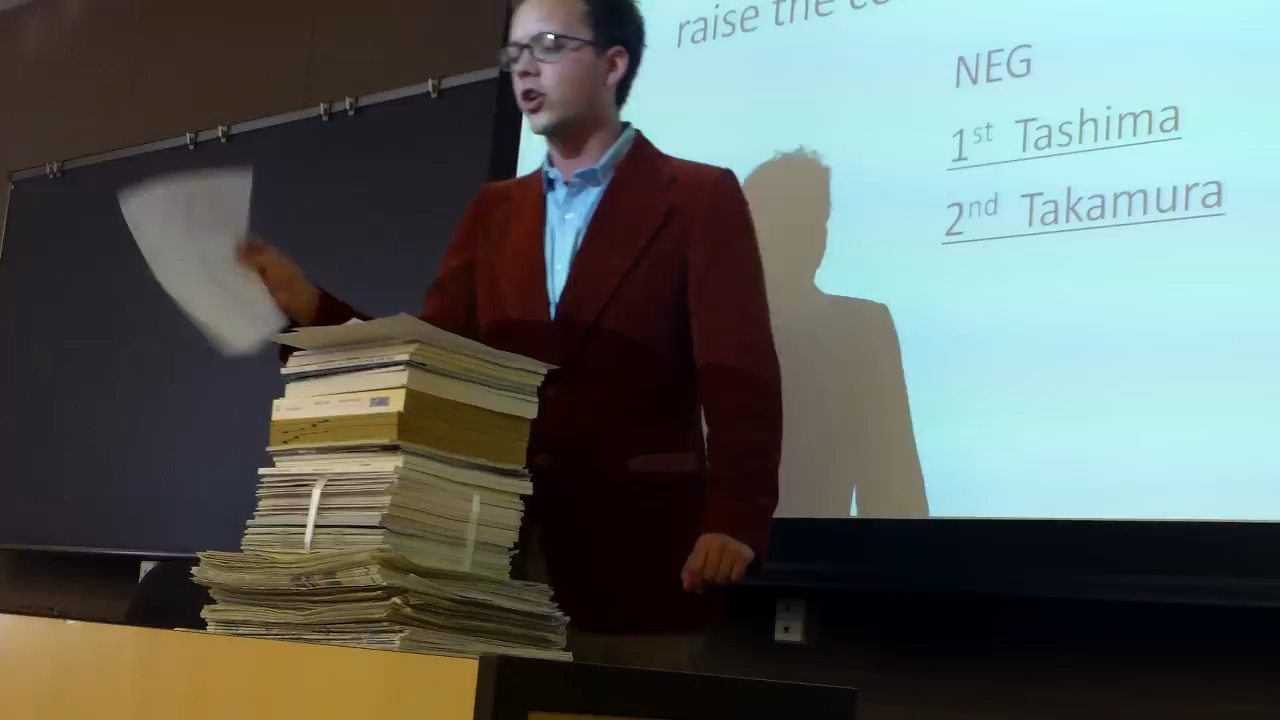 raise the
NEG
1st Tashima
2nd Takamura